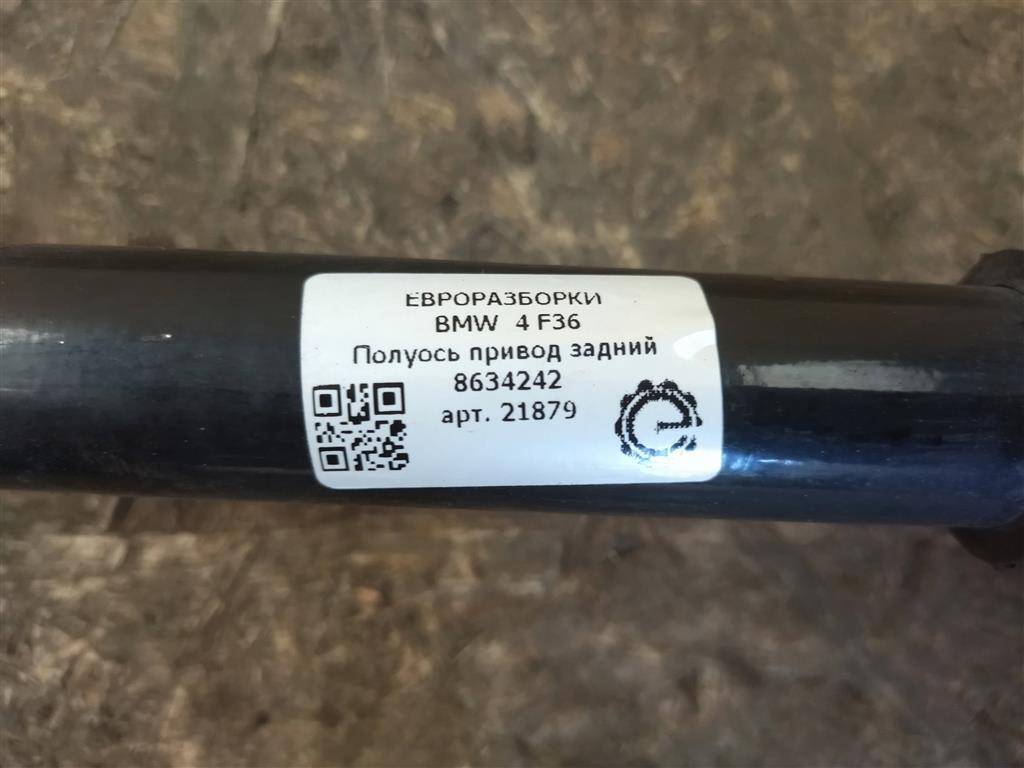 ЕВРОРАЗБОРКИ
BMW 4 F36
Полуось привод задний
8634242
арт. 21879